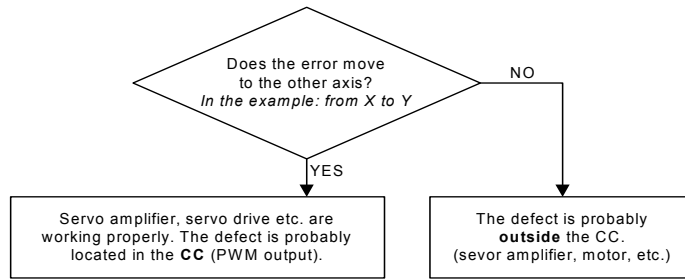 Does the error move
to the other axis?
In the example: from X to Y
NO
YES
Servo amplifier, servo drive etc. are
working properly. The defect is probably
located in the CC (PWM output).
The defect is probably
outside the CC.
(sevor amplifier, motor, etc.)